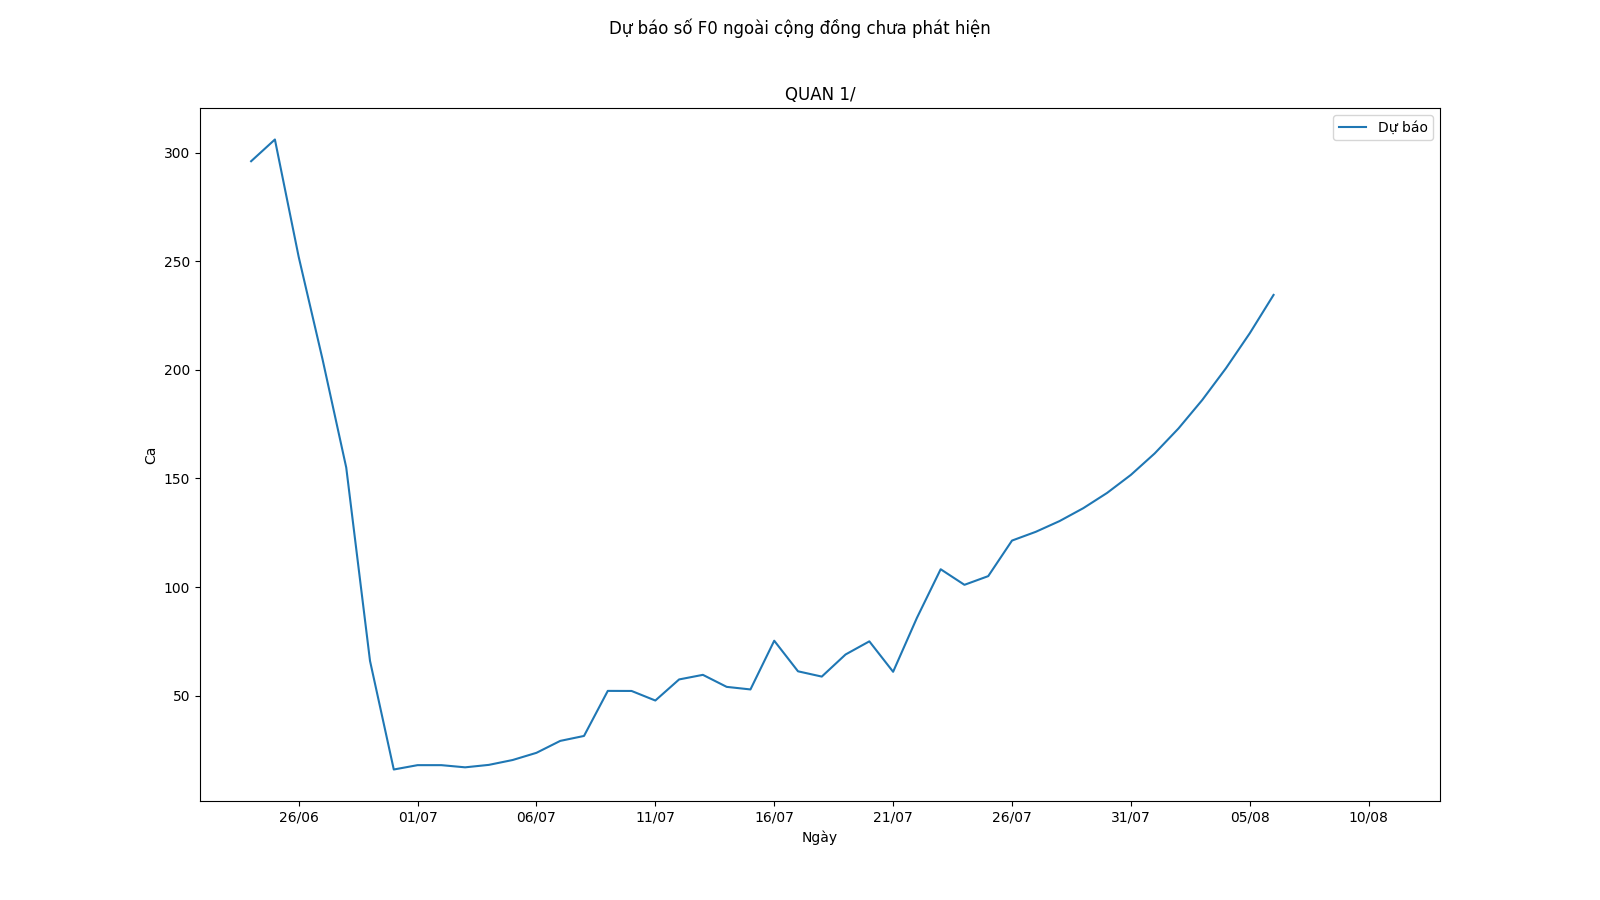 Dự báo số F0 ngoài cộng đồng chưa phát hiện
QUAN 1/
Dự báo
300
250
200
150
100
50
Ca
26/06 01/07 06/07 11/07 16/07 21/07 26/07 31/07 05/08 10/08
Ngày